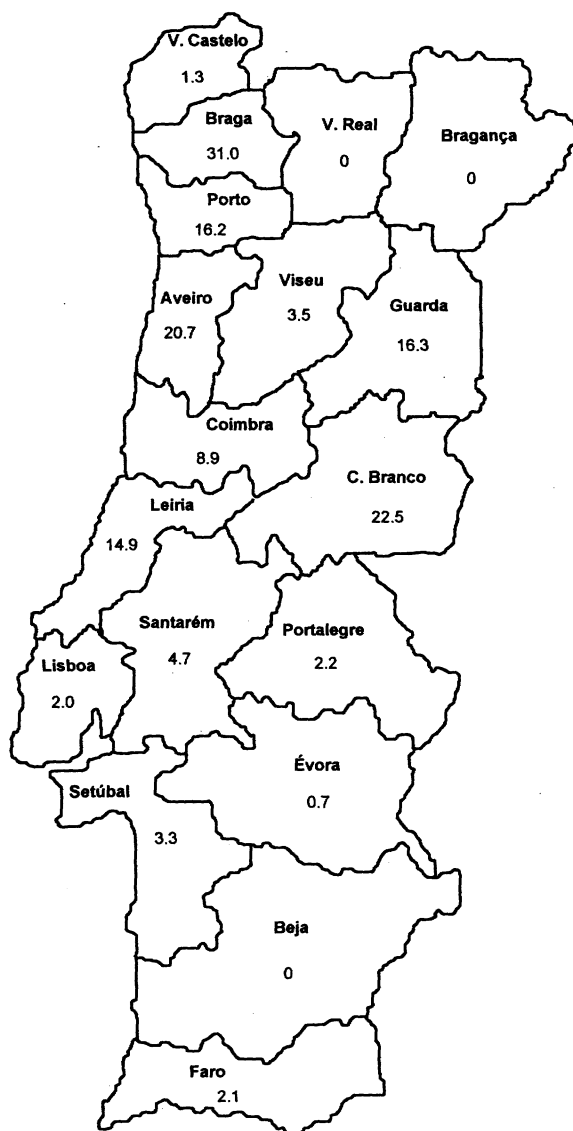 V. Castelo
1.3
Braga
31.0
V. Real
0
Bragança
0
Porto
16.2
Aveiro
20.7
Viseu
3.5
Guarda
16.3
Coimbra
8.9
C. Branco
22.5
Leiria
14.9
Santarém
4.7
Portalegre
2.2
Lisboa
2.0
Évora
0.7
Setúbal
3.3
Beja
0
Faro
2.1